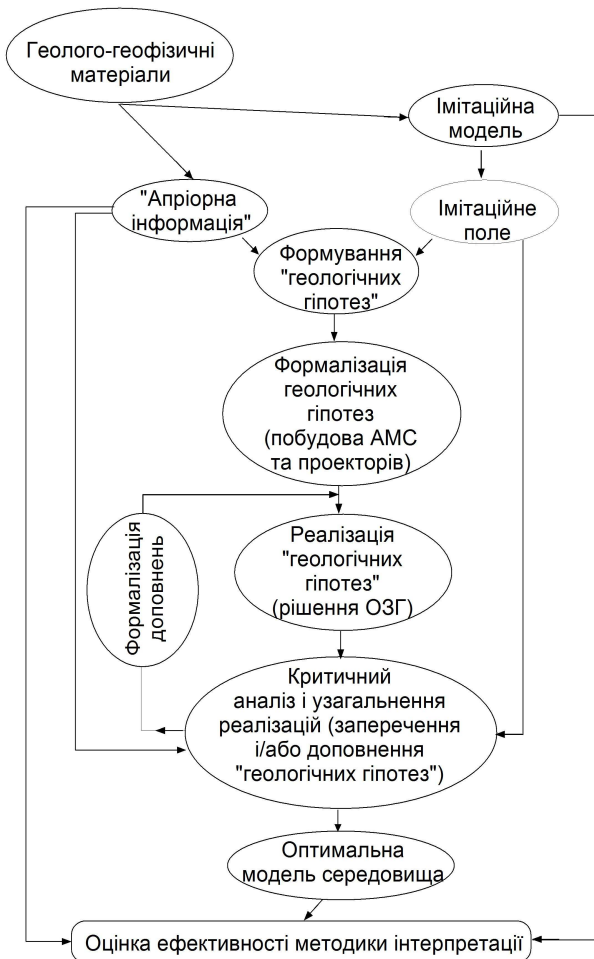 Геолого-геофізичні
матеріали
Імітаційна
модель
"Апріорна
інформація"
Імітаційне
поле
Формування
"геологічних
гіпотез"
Формалізація
геологічних
гіпотез
(побудова АМС
та проекторів)
Формалізація
доповнень
Реалізація
"геологічних
гіпотез"
(рішення ОЗГ)
Критичний
аналіз і узагальнення
реалізацій (заперечення
і/або доповнення
"геологічних гіпотез")
Оптимальна
модель середовища
Оцінка ефективності методики інтерпретації